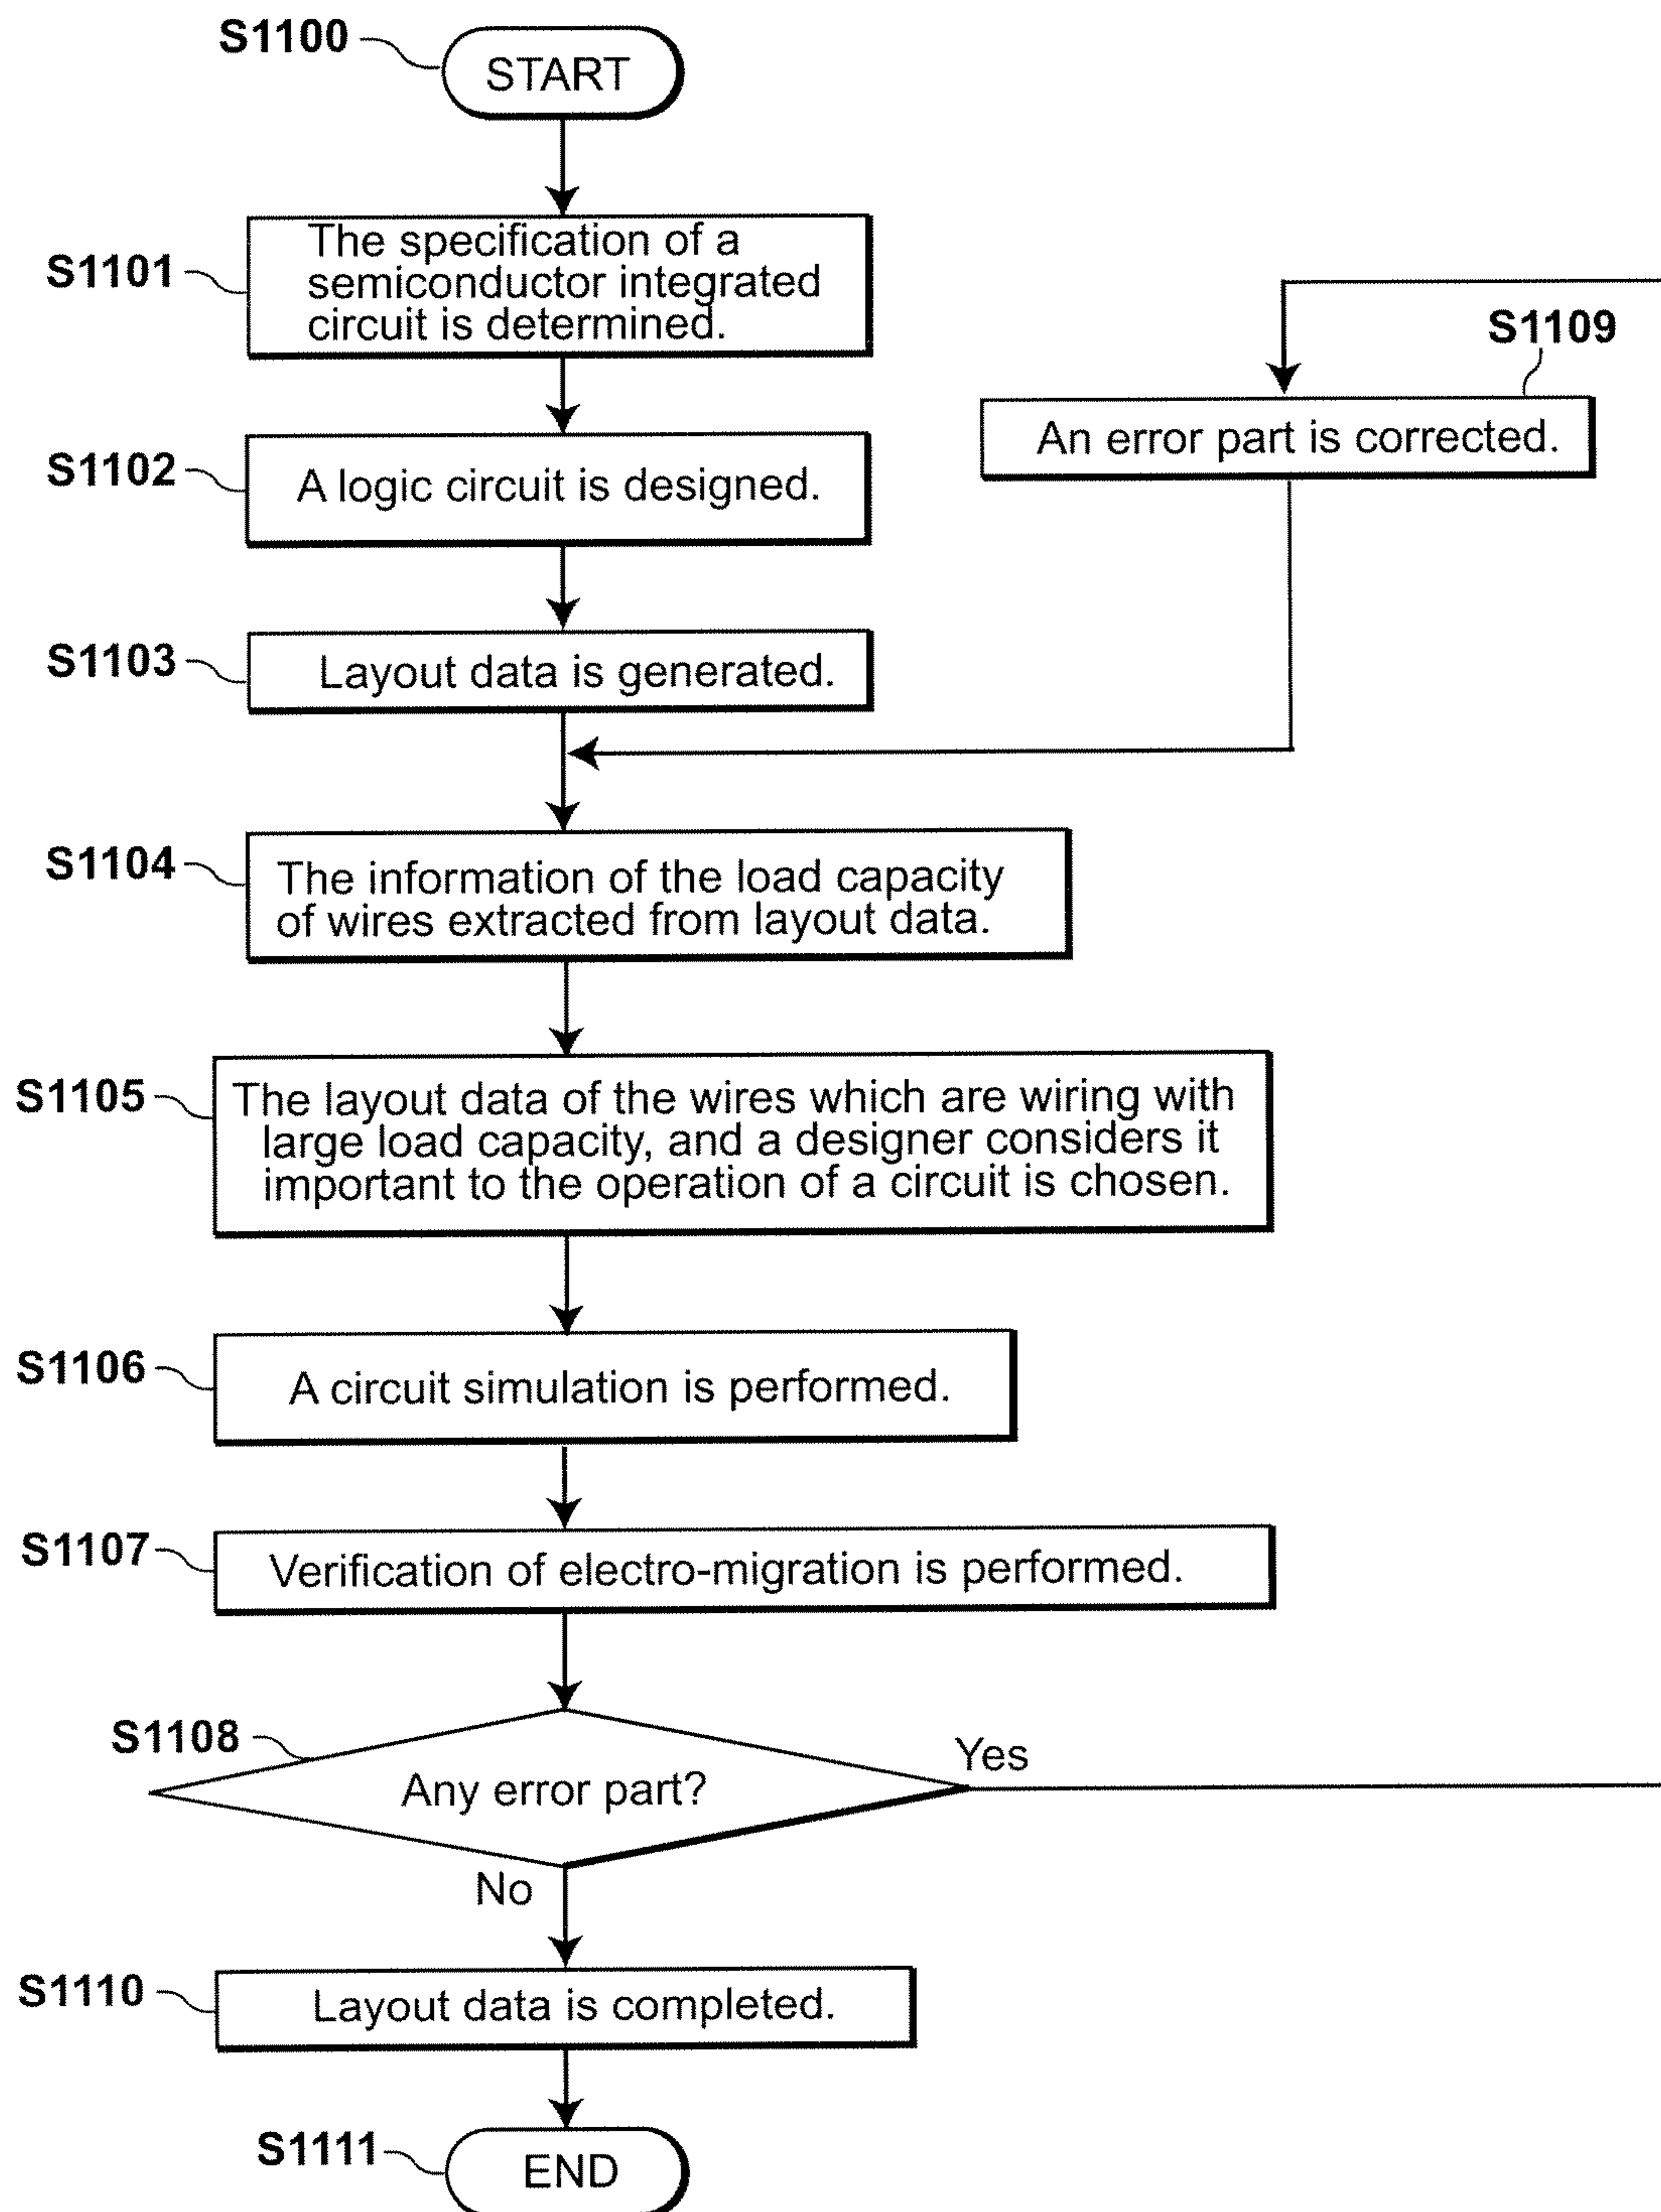 S1100
START
S1101
The specification of a
semiconductor integrated
circuit is determined.
S1109
An error part is corrected.
S1102
A logic circuit is designed.
S1103
Layout data is generated.
S1104
The information of the load capacity
of wires extracted from layout data.
S1105
The layout data of the wires which are wiring with
large load capacity, and a designer considers it
important to the operation of a circuit is chosen.
S1106
A circuit simulation is performed.
S1107
Verification of electro-migration is performed.
S1108
Any error part?
Yes
No
S1110
Layout data is completed.
S1111
END